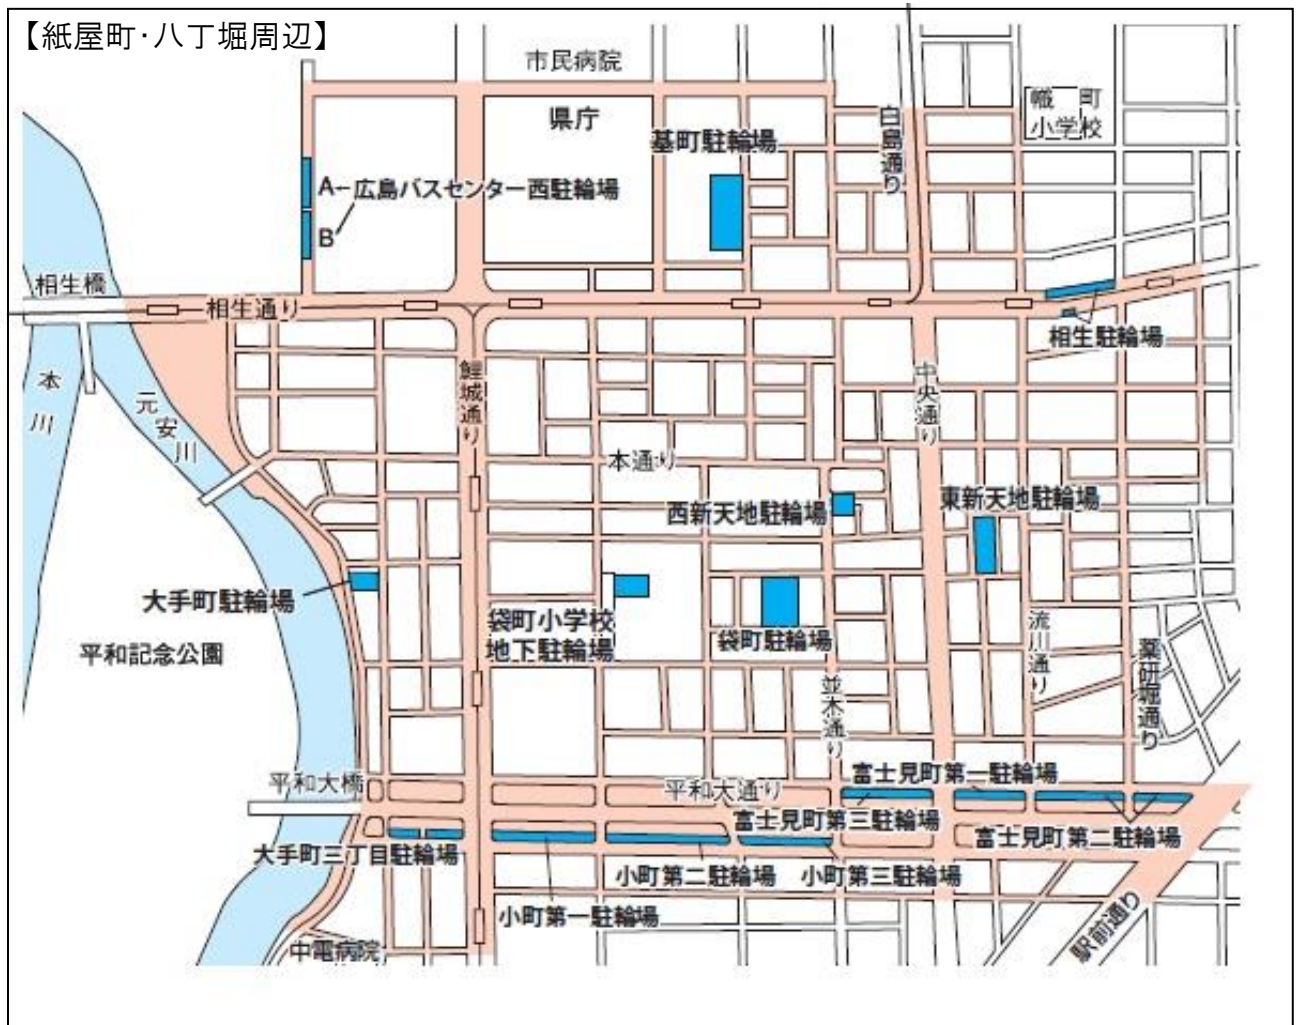 【紙屋町・八丁堀周辺】
市民病院
県庁
基町駐輪場
白島通り
幟町
小学校
A
広島バスセンター西駐輪場
B
相生橋
相生通り
相生駐輪場
本川
元安川
鯉城通り
中央通り
本通り
西新天地駐輪場
東新天地駐輪場
大手町駐輪場
平和記念公園
袋町小学校
地下駐輪場
袋町駐輪場
流川通り
薬研堀通り
並木通り
平和大橋
平和大通り
富士見町第一駐輪場
富士見町第三駐輪場
富士見町第二駐輪場
大手町三丁目駐輪場
小町第二駐輪場
小町第三駐輪場
小町第一駐輪場
中電病院
駅前通り